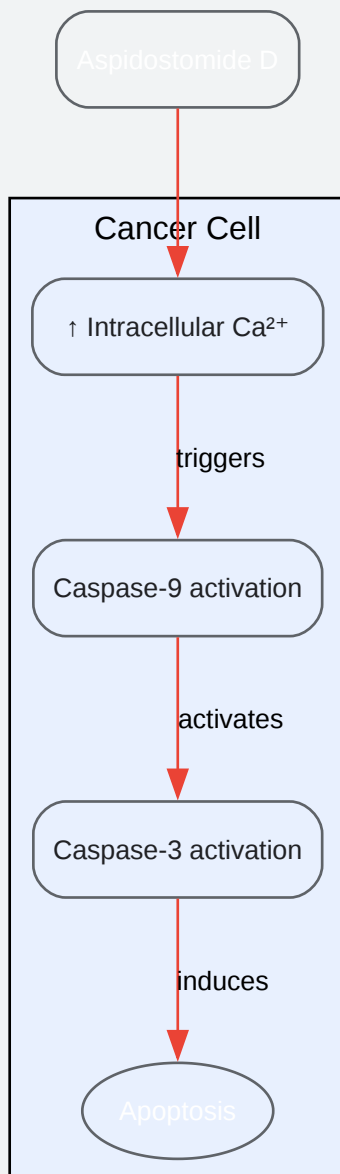 Aspidostomide D
Cancer Cell
↑ Intracellular Ca²⁺
triggers
Caspase-9 activation
activates
Caspase-3 activation
induces
Apoptosis